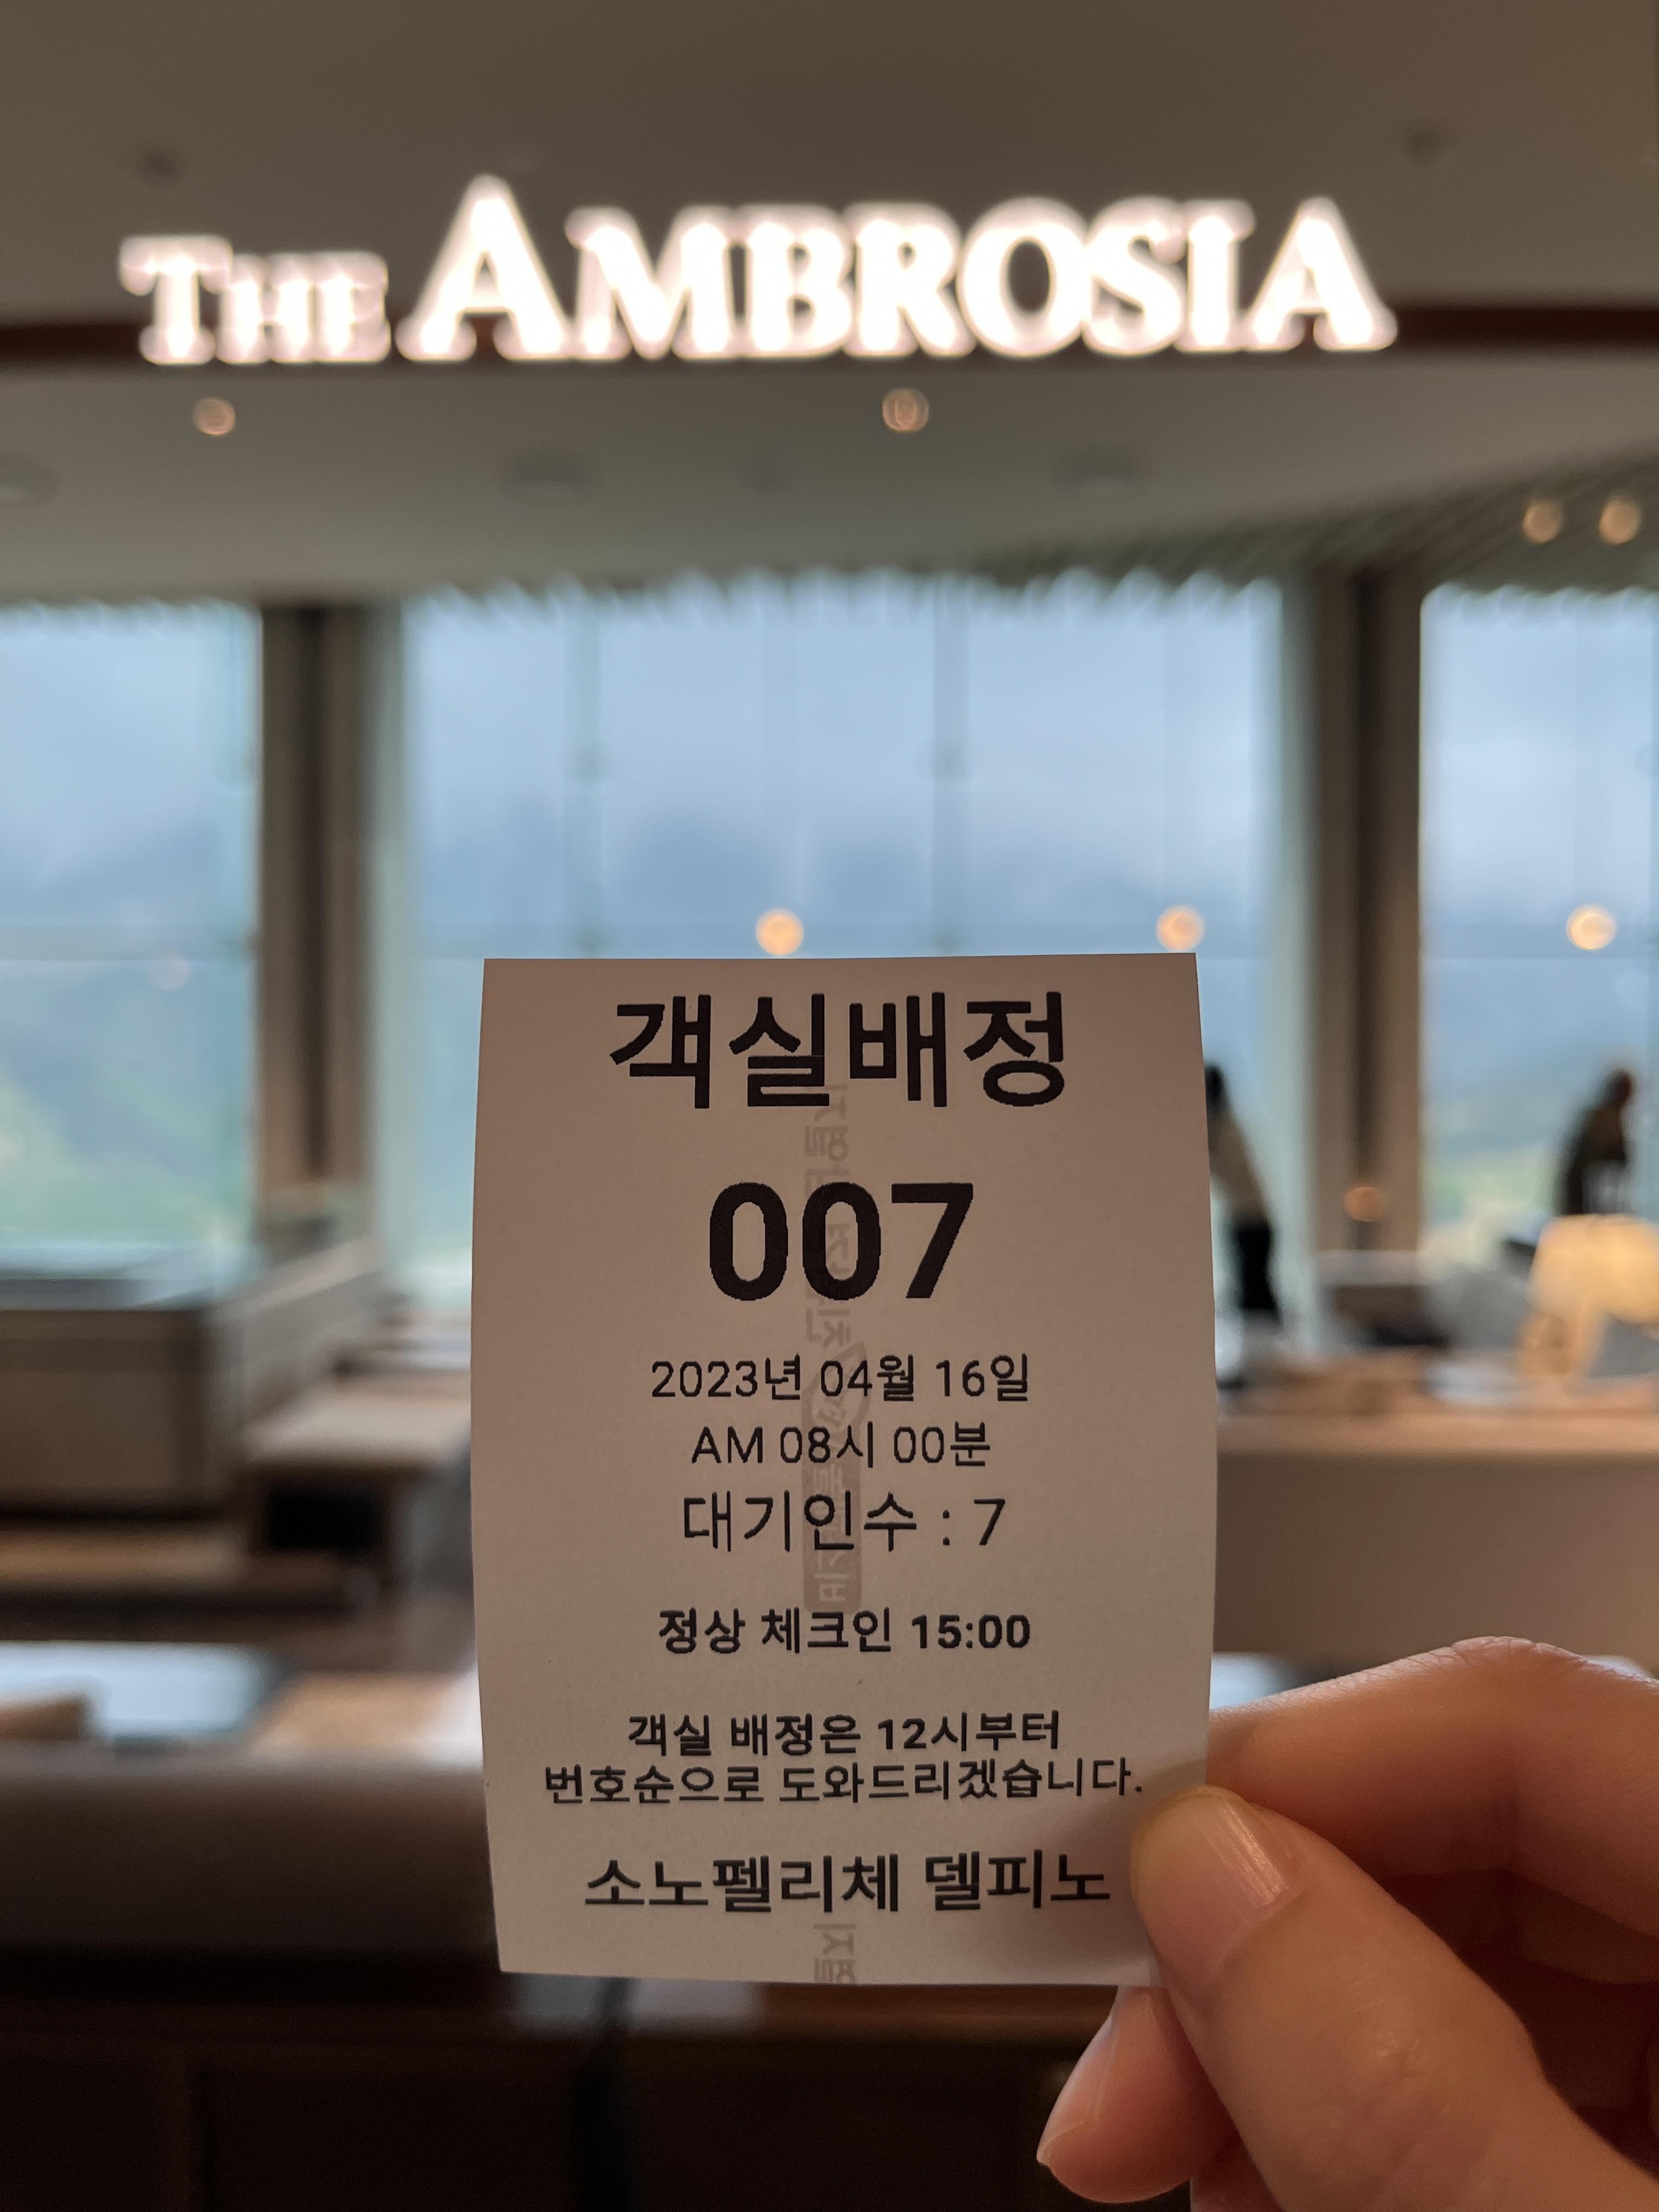 THE AMBROSIA
객실배정
007
2023년 04월 16일
AM 08시 00분
대기인수 : 7
정상 체크인 15:00
객실 배정은 12시부터
번호순으로 도와드리겠습니다.
소노펠리체 델피노